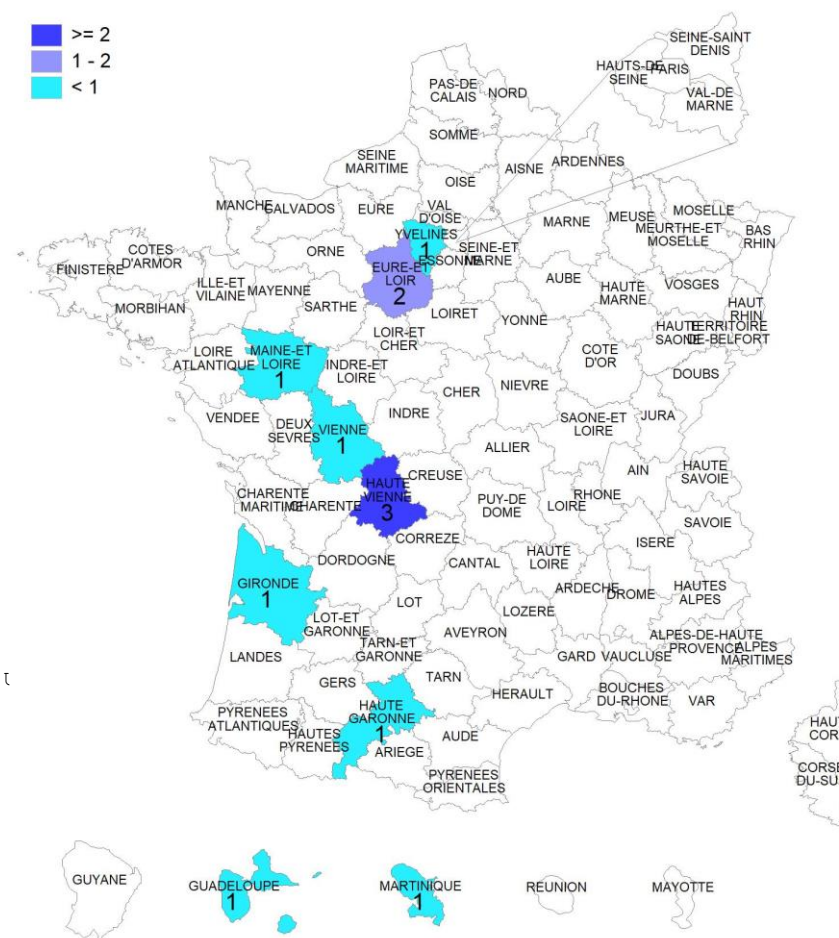 >= 2
1 - 2
< 1
SEINE-SAINT
DENIS
HAUTS-DE
SEINE
PARIS
VAL-DE
MARNE
PAS-DE
CALAIS
NORD
SOMME
SEINE
MARITIME
AISNE
ARDENNES
OISE
MANCHE
CALVADOS
EURE
VAL
D'OISE
MARNE
MEUSE
MOSELLE
MEURTHE-ET
MOSELLE
BAS
RHIN
YVELINES
1
ESSONNE
SEINE-ET
MARNE
ORNE
COTES
D'ARMOR
FINISTERE
ILLE-ET
VILAINE
MAYENNE
EURE-ET
LOIR
2
AUBE
HAUTE
MARNE
VOSGES
HAUT
RHIN
MORBIHAN
SARTHE
LOIRET
YONNE
HAUTE
SAONE
TERRITOIRE
DE-BELFORT
LOIR-ET
CHER
LOIRE
ATLANTIQUE
MAINE-ET
LOIRE
1
INDRE-ET
LOIRE
COTE
D'OR
DOUBS
CHER
NIEVRE
VENDEE
DEUX
SEVRES
VIENNE
1
INDRE
SAONE-ET
LOIRE
JURA
ALLIER
CREUSE
HAUTE
VIENNE
3
AIN
HAUTE
SAVOIE
CHARENTE
MARITIME
CHARENTE
PUY-DE
DOME
LOIRE
RHONE
SAVOIE
CORREZE
DORDOGNE
CANTAL
HAUTE
LOIRE
ISERE
GIRONDE
1
LOT
LOZERE
ARDECHE
DROME
HAUTES
ALPES
LOT-ET
GARONNE
TARN-ET
GARONNE
AVEYRON
LANDES
GARD
VAUCLUSE
ALPES-DE-HAUTE
PROVENCE
ALPES
MARITIMES
GERS
TARN
HERAULT
BOUCHES
DU-RHONE
VAR
PYRENEES
ATLANTIQUES
HAUTES
PYRENEES
HAUTE
GARONNE
1
ARIEGE
AUDE
PYRENEES
ORIENTALES
HAU
COR
CORSE
DU-SU
GUYANE
GUADELOUPE
1
MARTINIQUE
1
REUNION
MAYOTTE